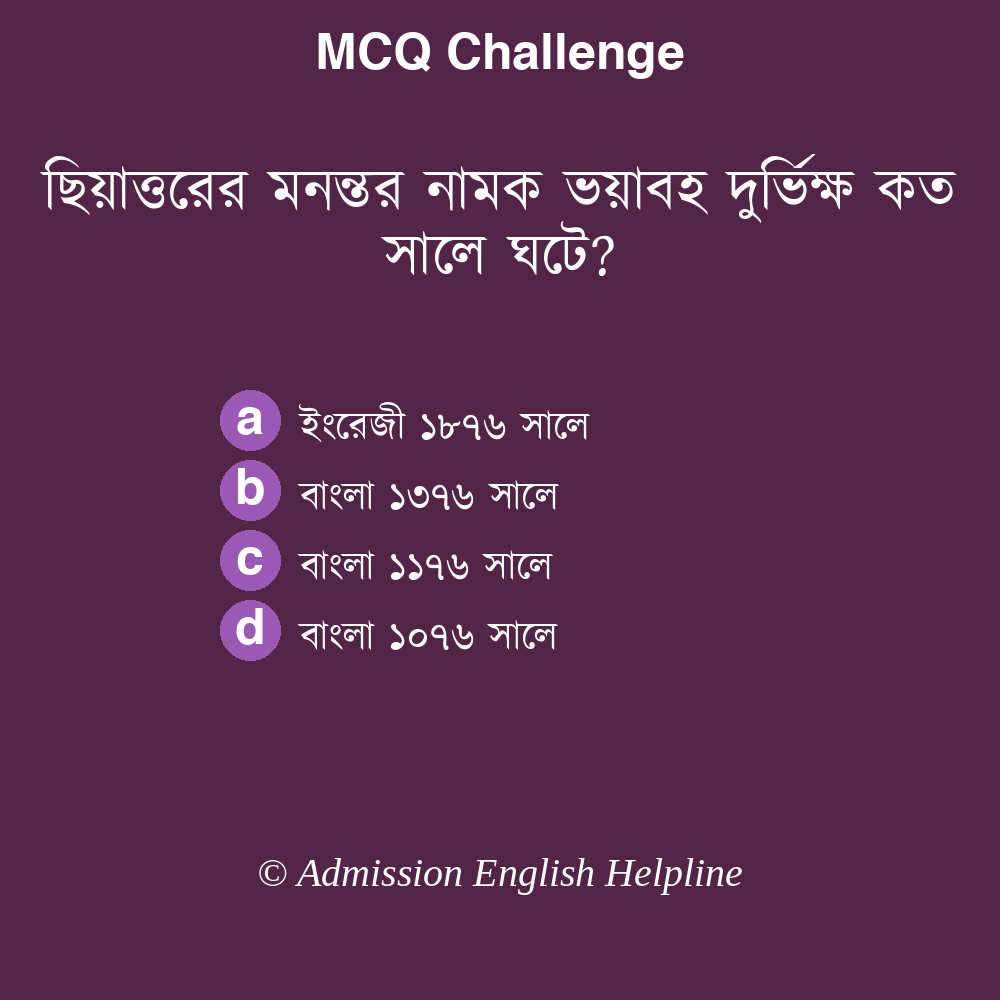 MCQ Challenge
ছিয়াত্তরের মনন্তর নামক ভয়াবহ দুর্ভিক্ষ কত
সালে ঘটে?
a ইংরেজী ১৮৭৬ সালে
b বাংলা ১৩৭৬ সালে
c বাংলা ১১৭৬ সালে
d বাংলা ১০৭৬ সালে
© Admission English Helpline